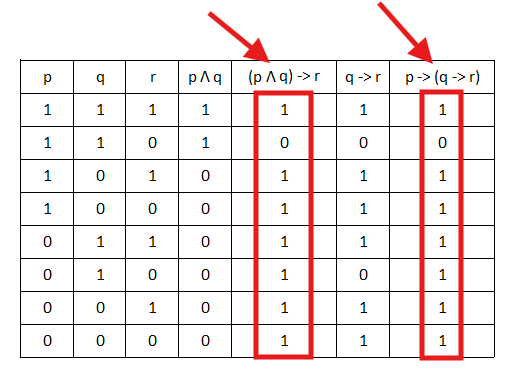 p q r p Λ q (p Λ q) -> r q -> r p -> (q -> r)
1 1 1 1 1 1 1
1 1 0 1 0 0 0
1 0 1 0 1 1 1
1 0 0 0 1 1 1
0 1 1 0 1 1 1
0 1 0 0 1 0 1
0 0 1 0 1 1 1
0 0 0 0 1 1 1